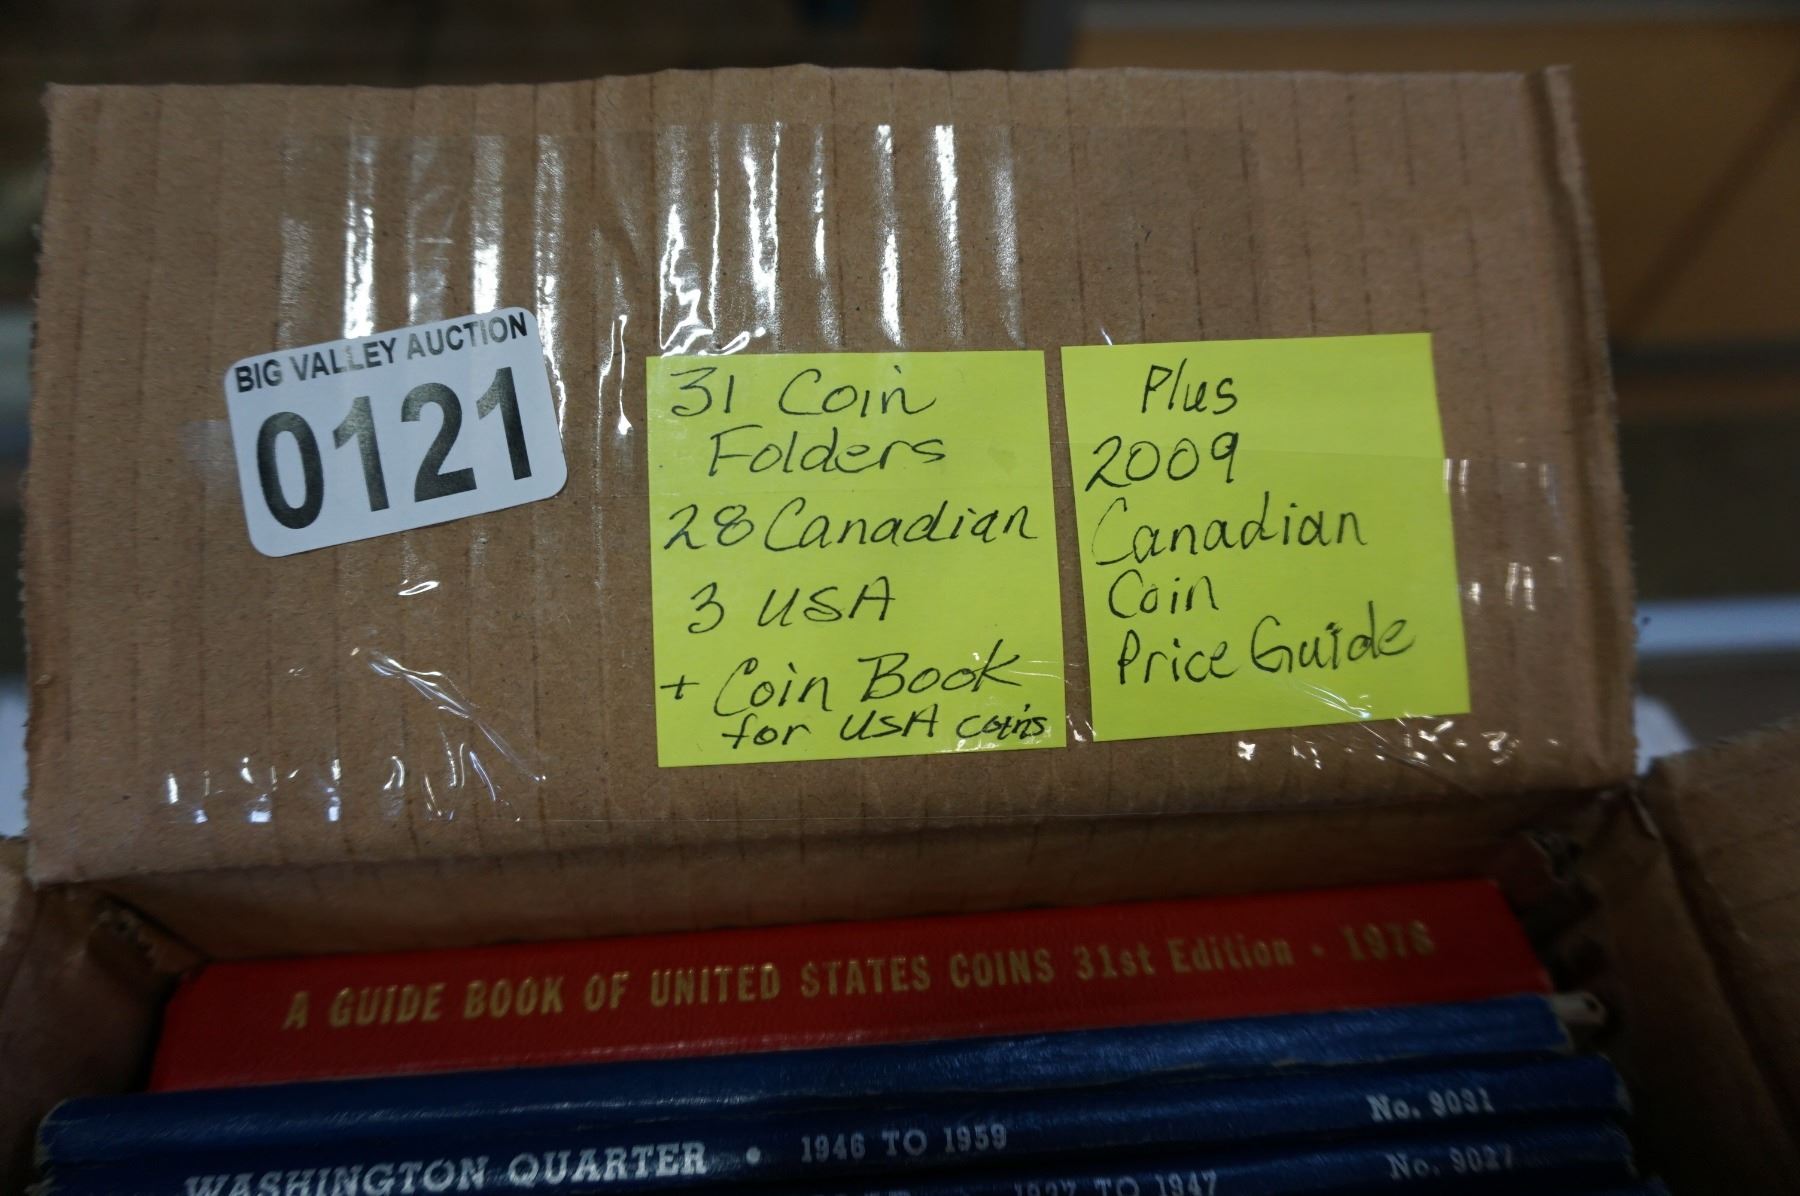 BIG VALLEY AUCTION
0121
31 Coin
Folders
28 Canadian
3 USA
+ Coin Book
for USA coins
Plus
2009
Canadian
Coin
Price Guide
A GUIDE BOOK OF UNITED STATES COINS 31st Edition · 1978
No. 9031
WASHINGTON QUARTER • 1946 TO 1959
No. 9027
TO 1947